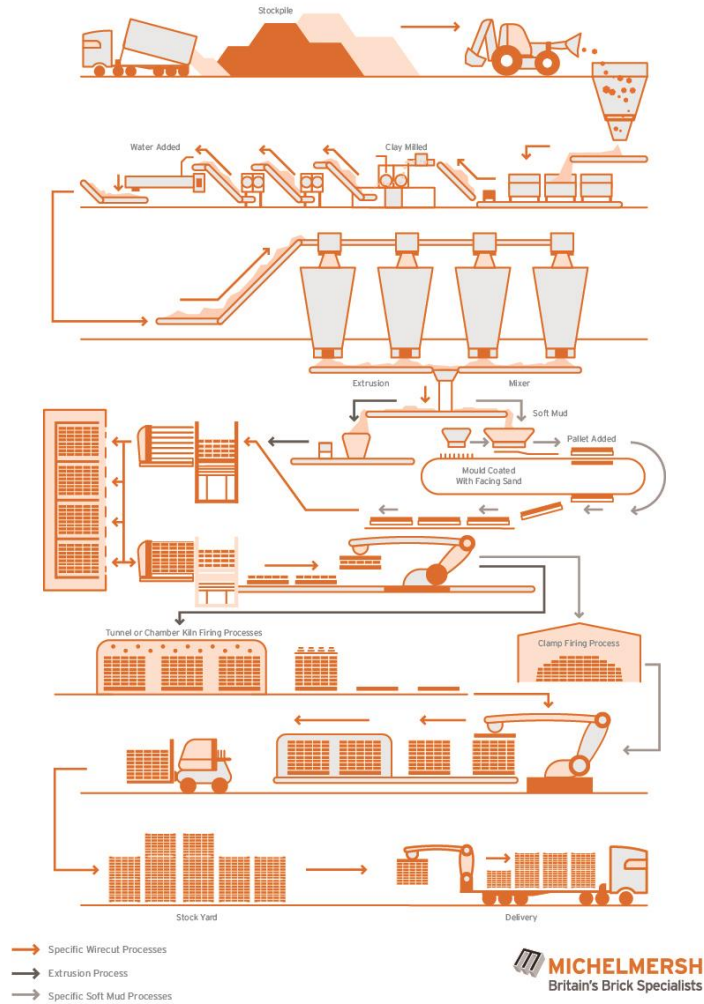 Stockpile
Water Added
Clay Milled
Extrusion
Mixer
Soft Mud
Pallet Added
Mould Coated
With Facing Sand
Tunnel or Chamber Kiln Firing Processes
Clamp Firing Process
Stock Yard
Delivery
Specific Wirecut Processes
Extrusion Process
Specific Soft Mud Processes
MICHELMERSH
Britain's Brick Specialists